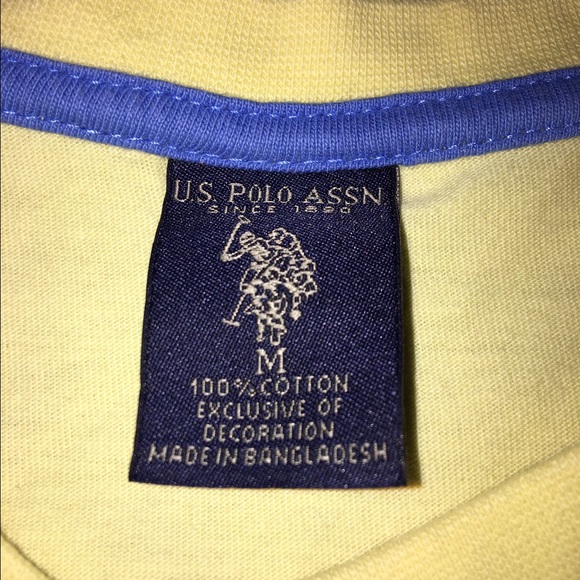 U.S. POLO ASSN
SINCE 1890
M
100% COTTON
EXCLUSIVE OF
DECORATION
MADE IN BANGLADESH